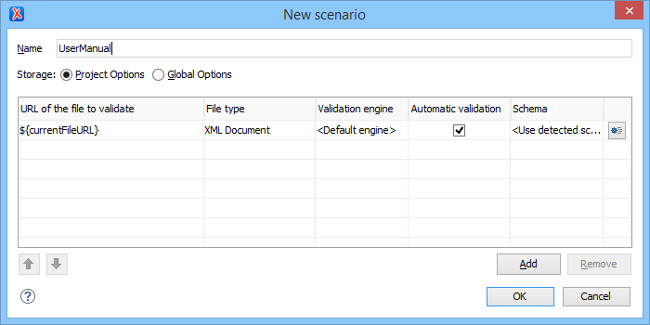 New scenario
Name UserManual
Storage: Project Options Global Options
URL of the file to validate File type Validation engine Automatic validation Schema
${currentFileURL} XML Document <Default engine> <Use detected sc...
Add Remove
? OK Cancel